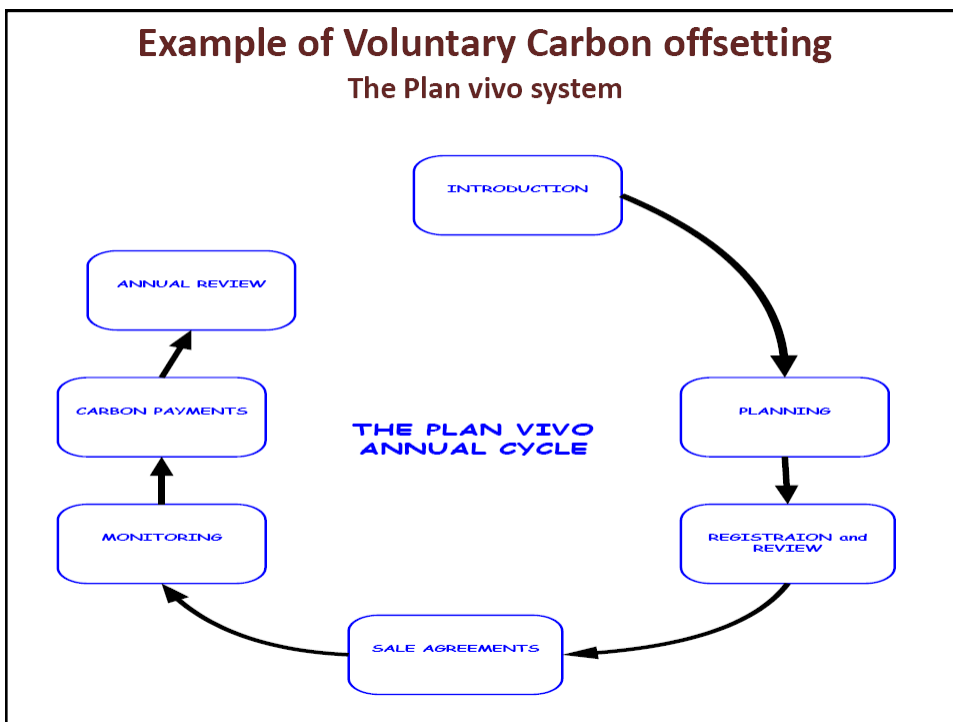 Example of Voluntary Carbon offsetting
The Plan vivo system
INTRODUCTION
ANNUAL REVIEW
CARBON PAYMENTS
PLANNING
THE PLAN VIVO
ANNUAL CYCLE
MONITORING
REGISTRAION and
REVIEW
SALE AGREEMENTS